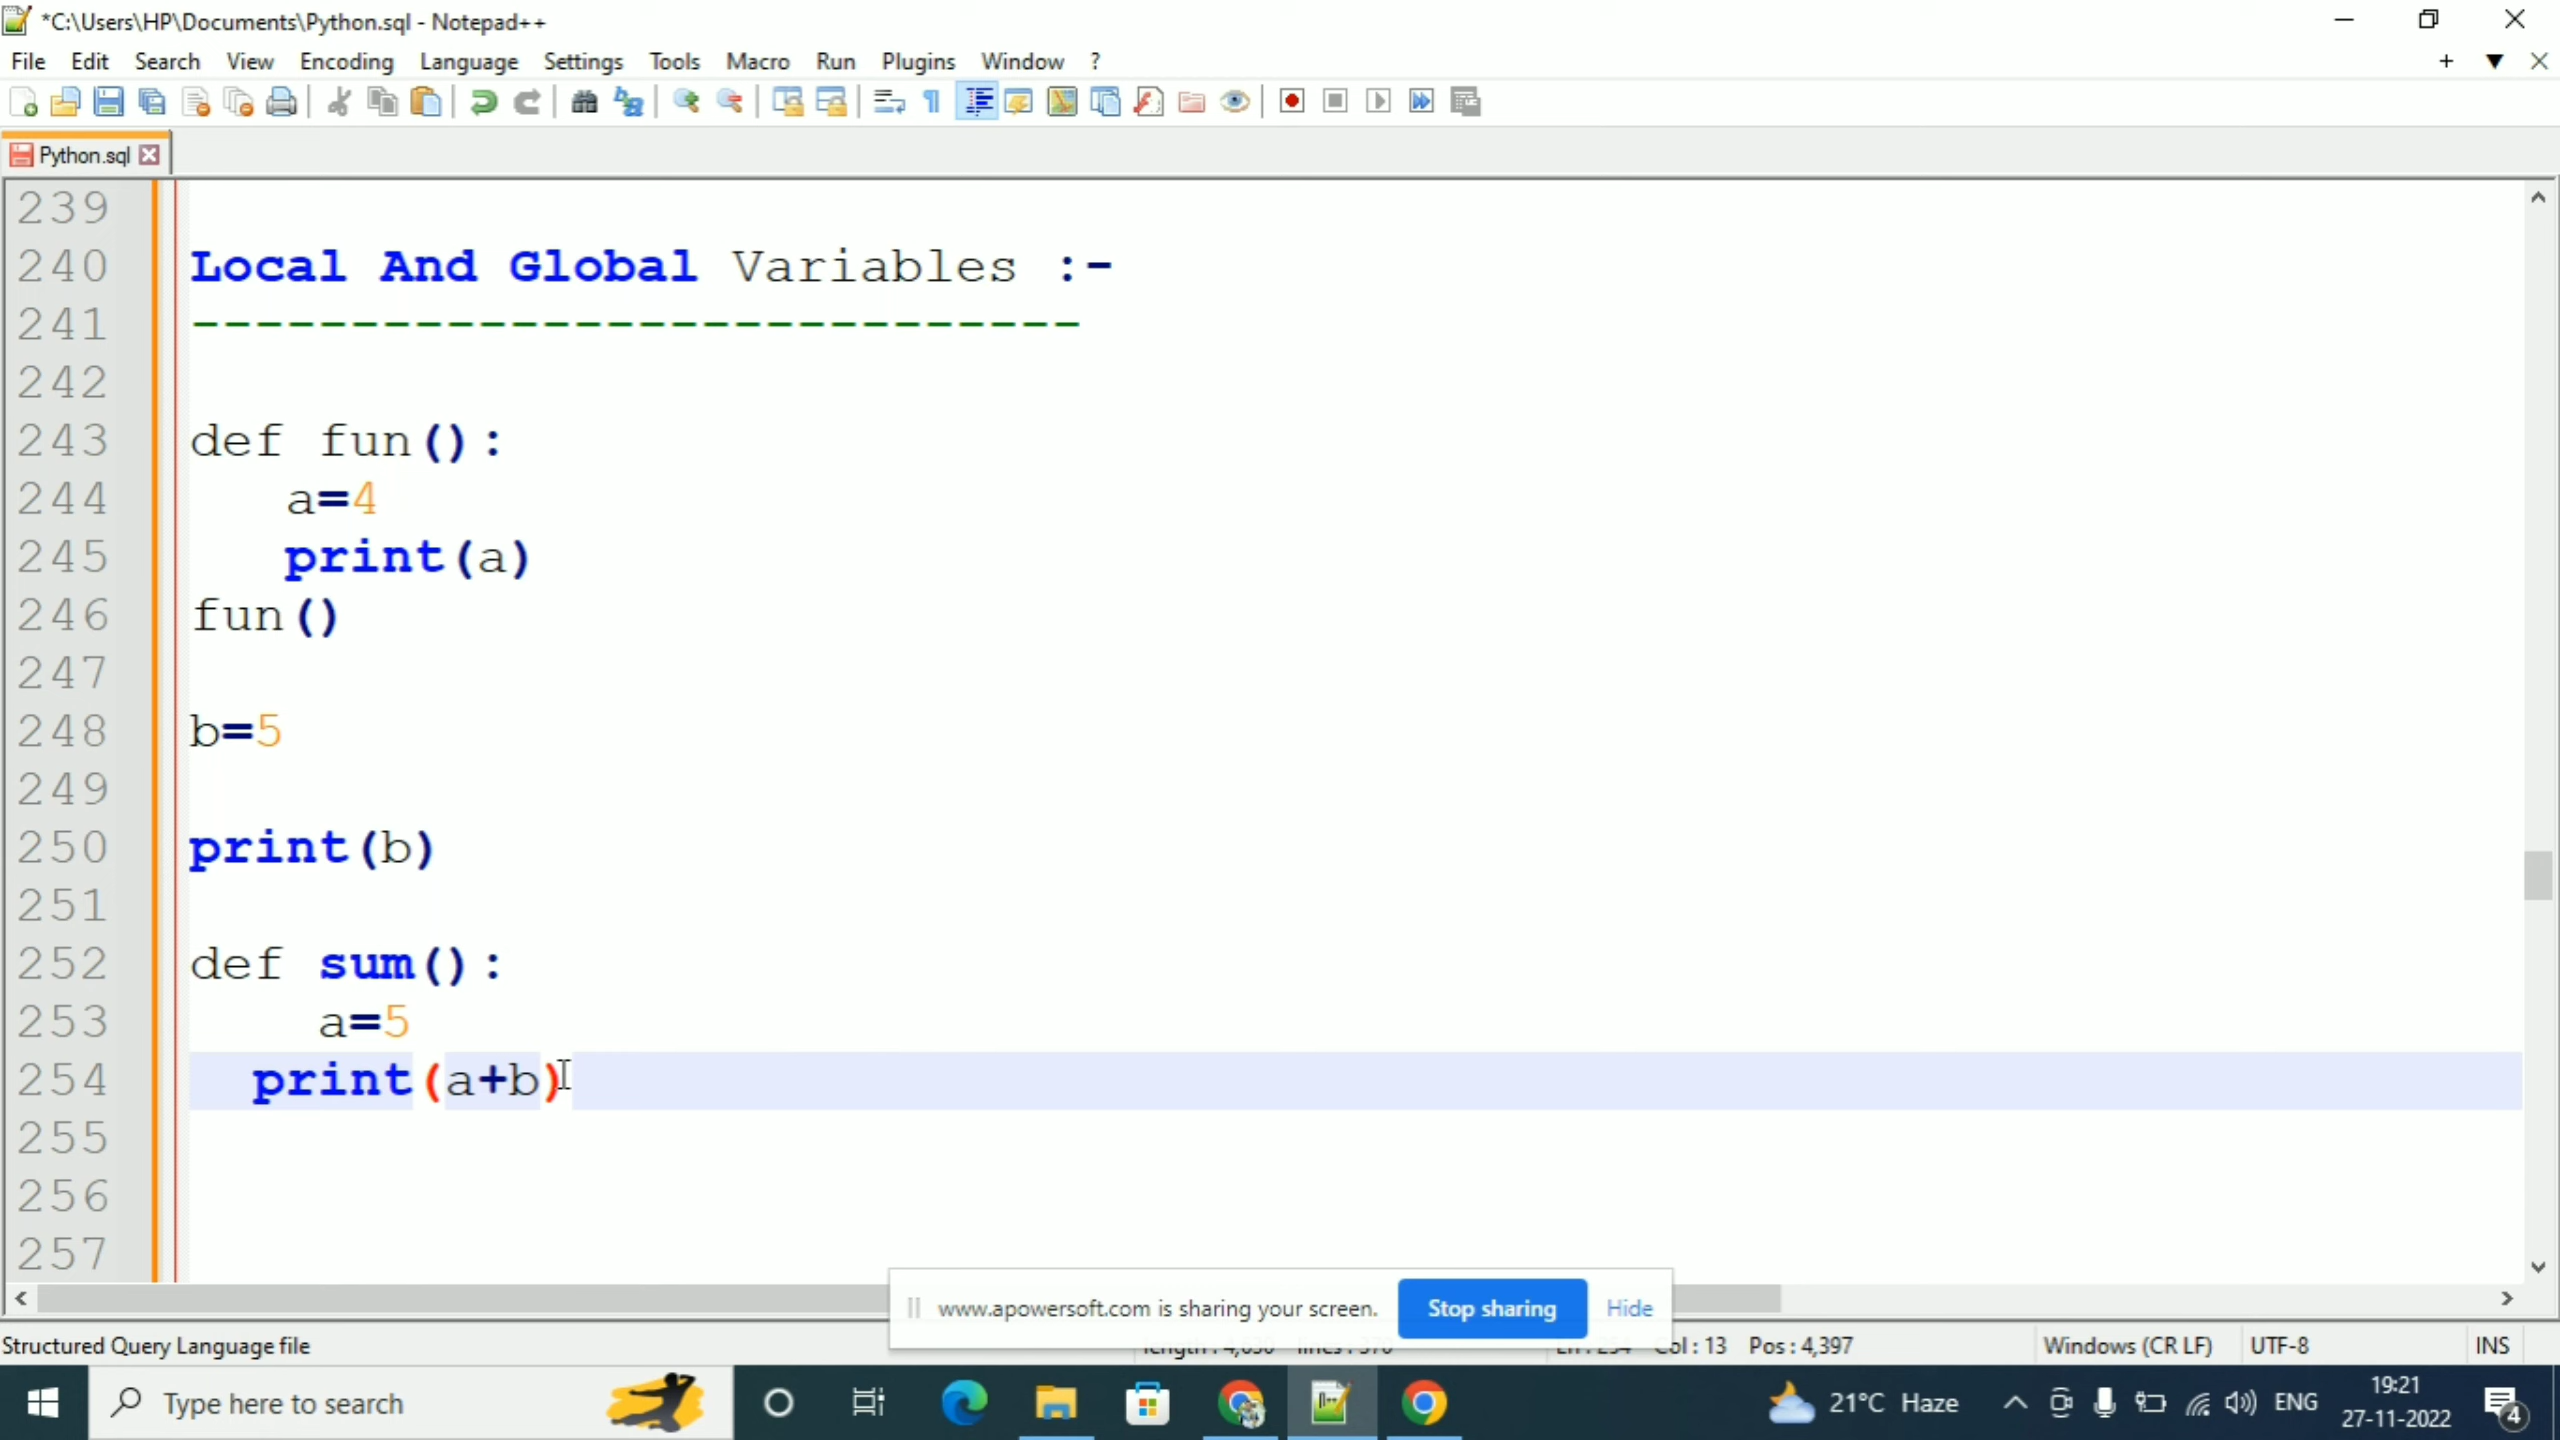 *C:\Users\HP\Documents\Python.sql - Notepad++
File Edit Search View Encoding Language Settings Tools Macro Run Plugins Window ?
Python.sql
239
240 Local And Global Variables :-
241 ----------------------------
242
243 def fun():
244 a=4
245 print(a)
246 fun()
247
248 b=5
249
250 print(b)
251
252 def sum():
253 a=5
254 print(a+b)
255
256
257
www.apowersoft.com is sharing your screen. Stop sharing Hide
Structured Query Language file Col : 13 Pos : 4,397 Windows (CR LF) UTF-8 INS
Type here to search 21°C Haze ENG 19:21
27-11-2022 4